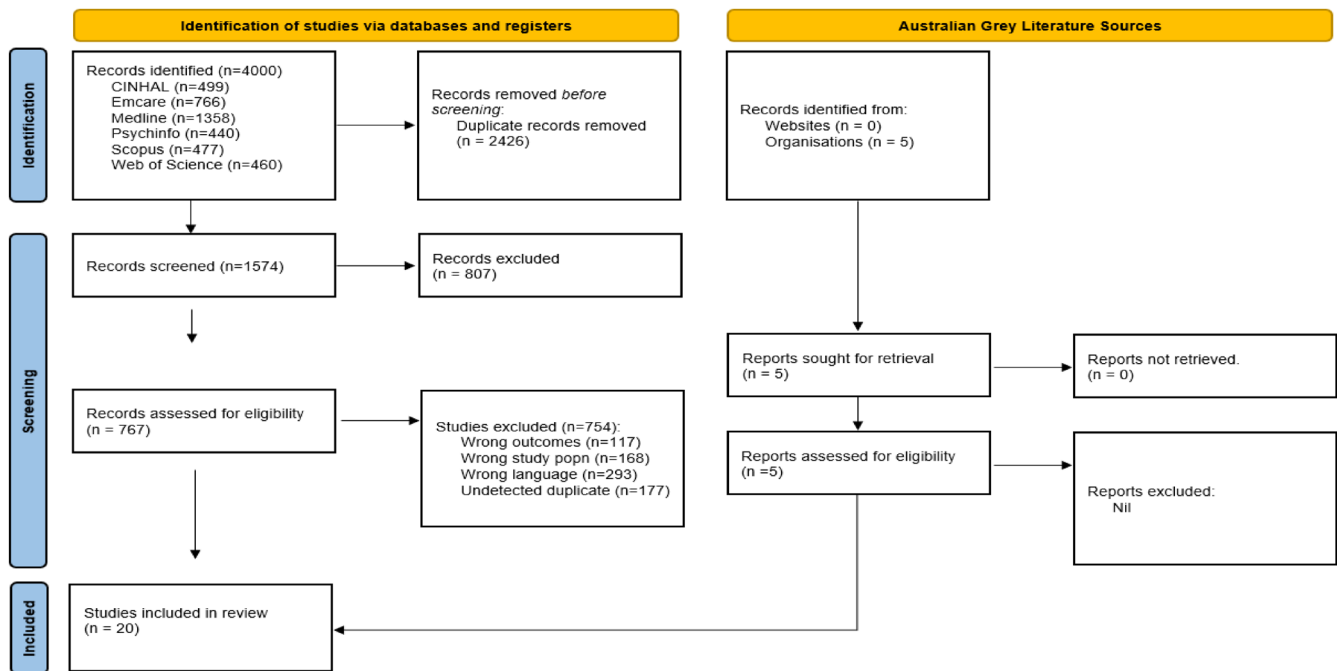 Identification of studies via databases and registers
Australian Grey Literature Sources
Identification
Records identified (n=4000)
CINHAL (n=499)
Emcare (n=766)
Medline (n=1358)
Psychinfo (n=440)
Scopus (n=477)
Web of Science (n=460)
Records removed before
screening:
Duplicate records removed
(n = 2426)
Records identified from:
Websites (n = 0)
Organisations (n = 5)
Screening
Records screened (n=1574)
Records excluded
(n = 807)
Reports sought for retrieval
(n = 5)
Reports not retrieved.
(n = 0)
Records assessed for eligibility
(n = 767)
Studies excluded (n=754):
Wrong outcomes (n=117)
Wrong study popn (n=168)
Wrong language (n=293)
Undetected duplicate (n=177)
Reports assessed for eligibility
(n =5)
Reports excluded:
Nil
Included
Studies included in review
(n = 20)